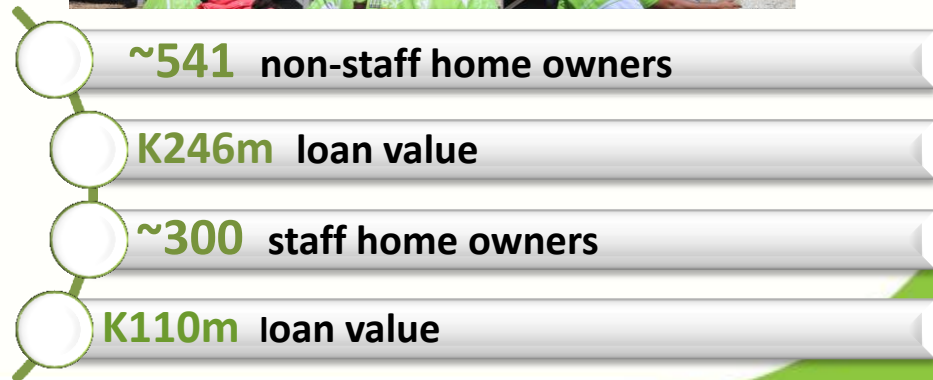 ~541 non-staff home owners
K246m loan value
~300 staff home owners
K110m loan value